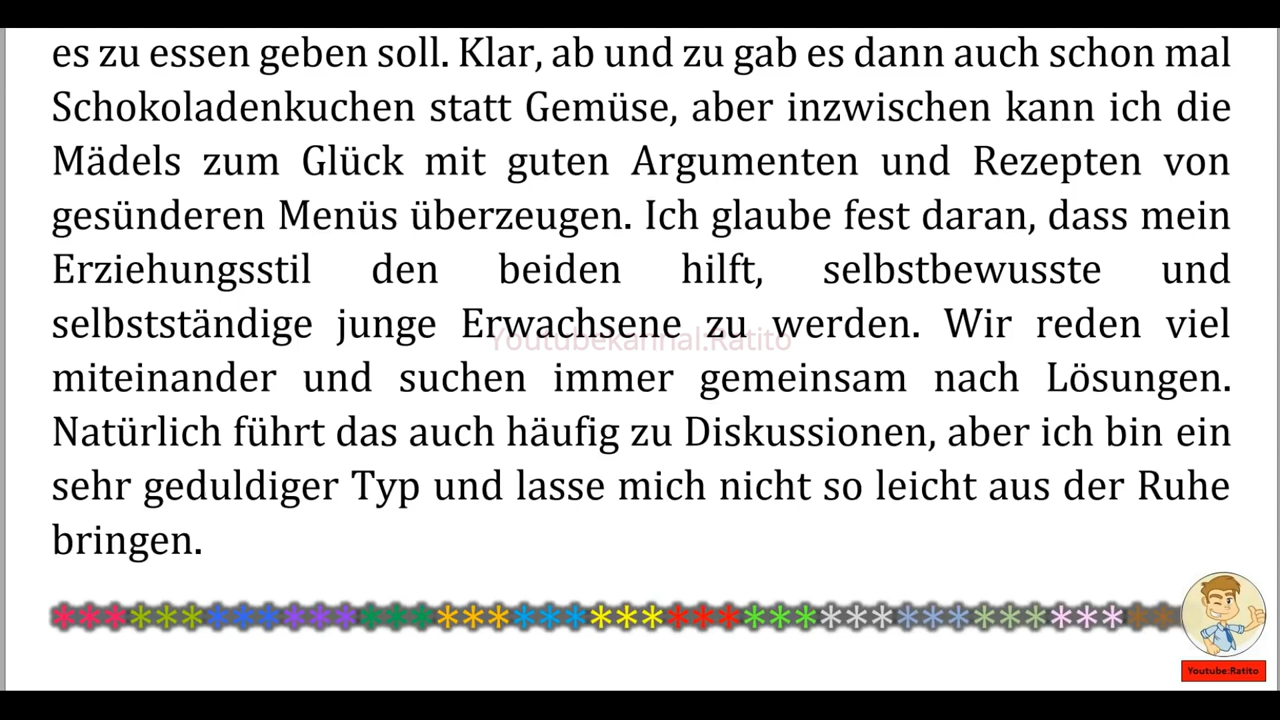 es zu essen geben soll. Klar, ab und zu gab es dann auch schon mal
Schokoladenkuchen statt Gemüse, aber inzwischen kann ich die
Mädels zum Glück mit guten Argumenten und Rezepten von
gesünderen Menüs überzeugen. Ich glaube fest daran, dass mein
Erziehungsstil den beiden hilft, selbstbewusste und
selbstständige junge Erwachsene zu werden. Wir reden viel
Youtubekannal:Ratito
miteinander und suchen immer gemeinsam nach Lösungen.
Natürlich führt das auch häufig zu Diskussionen, aber ich bin ein
sehr geduldiger Typ und lasse mich nicht so leicht aus der Ruhe
bringen.
********************************************
Youtube:Ratito